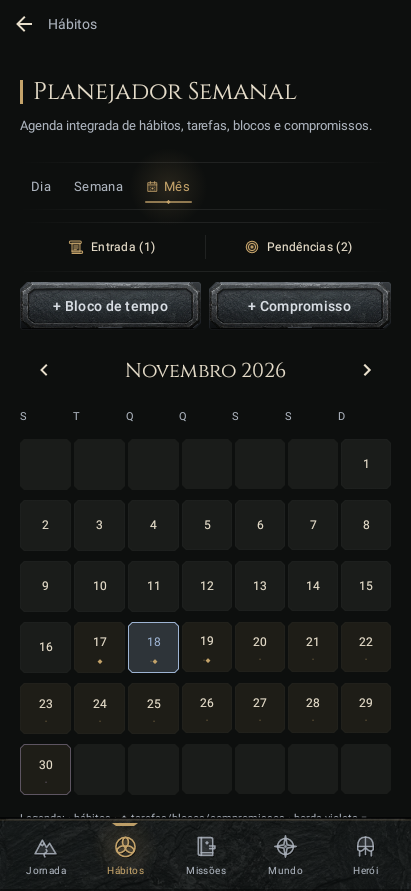 Hábitos
Planejador Semanal
Agenda integrada de hábitos, tarefas, blocos e compromissos.
Dia Semana Mês
Entrada (1) Pendências (2)
+ Bloco de tempo + Compromisso
Novembro 2026
S T Q Q S S D
1
2 3 4 5 6 7 8
9 10 11 12 13 14 15
16 17 18 19 20 21 22
23 24 25 26 27 28 29
30
Jornada Hábitos Missões Mundo Herói